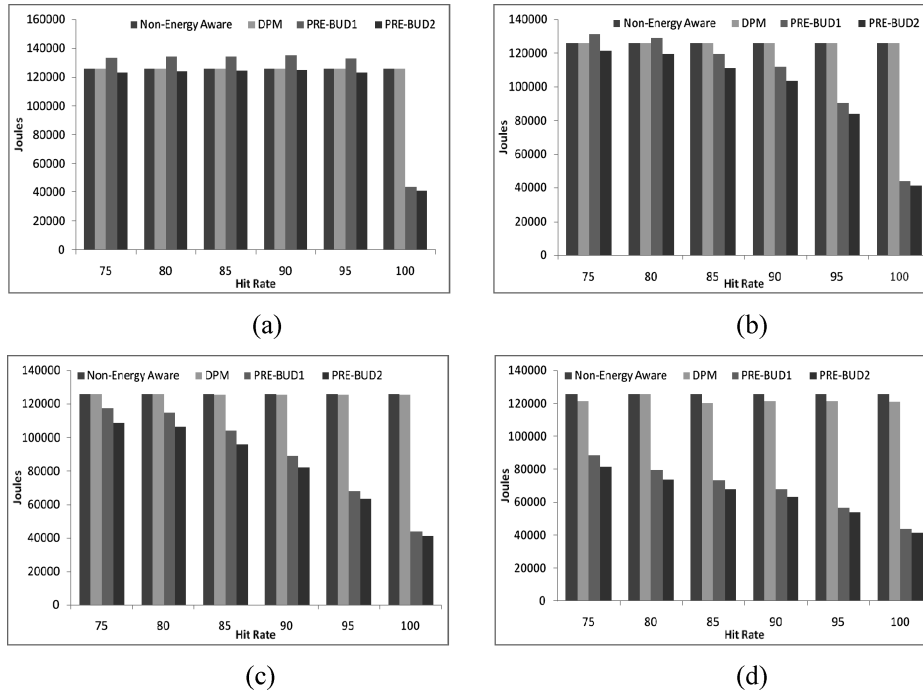 Non-Energy Aware DPM PRE-BUD1 PRE-BUD2
160000
140000
120000
100000
80000
60000
40000
20000
0
Joules
75 80 85 90 95 100
Hit Rate
(a)
Non-Energy Aware DPM PRE-BUD1 PRE-BUD2
140000
120000
100000
80000
60000
40000
20000
0
Joules
75 80 85 90 95 100
Hit Rate
(b)
Non-Energy Aware DPM PRE-BUD1 PRE-BUD2
140000
120000
100000
80000
60000
40000
20000
0
Joules
75 80 85 90 95 100
Hit Rate
(c)
Non-Energy Aware DPM PRE-BUD1 PRE-BUD2
140000
120000
100000
80000
60000
40000
20000
0
Joules
75 80 85 90 95 100
Hit Rate
(d)